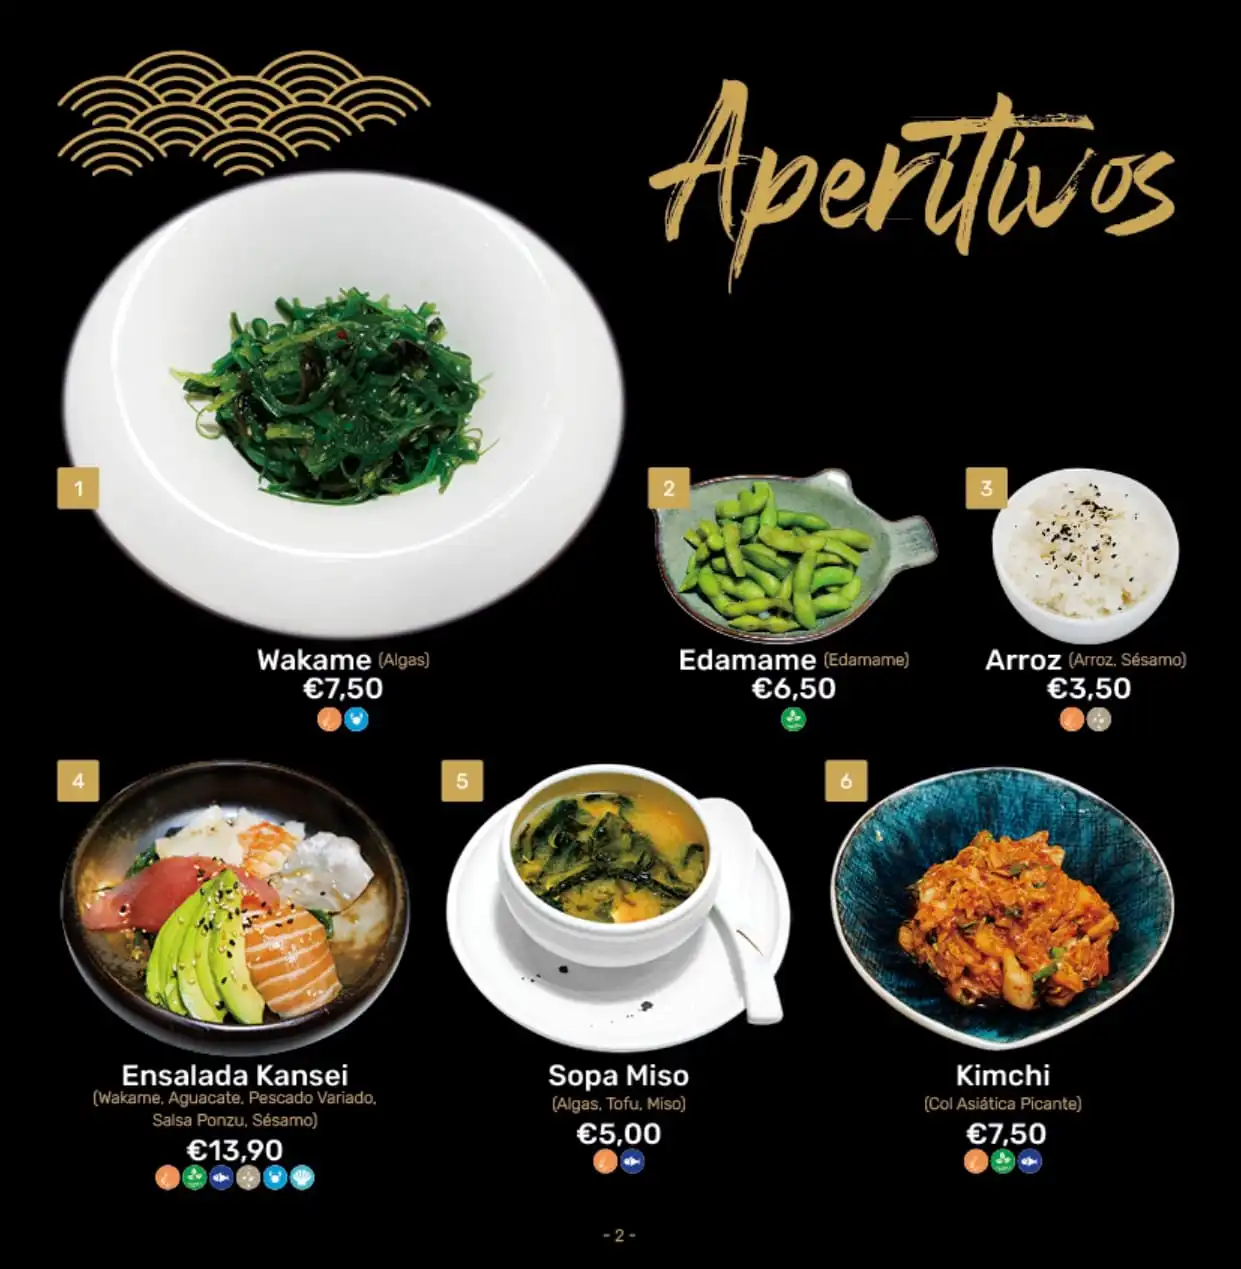 Aperitivos
1
Wakame (Algas)
€7,50
2
Edamame (Edamame)
€6,50
3
Arroz (Arroz, Sésamo)
€3,50
4
Ensalada Kansei
(Wakame, Aguacate, Pescado Variado,
Salsa Ponzu, Sésamo)
€13,90
5
Sopa Miso
(Algas, Tofu, Miso)
€5,00
6
Kimchi
(Col Asiática Picante)
€7,50
- 2 -